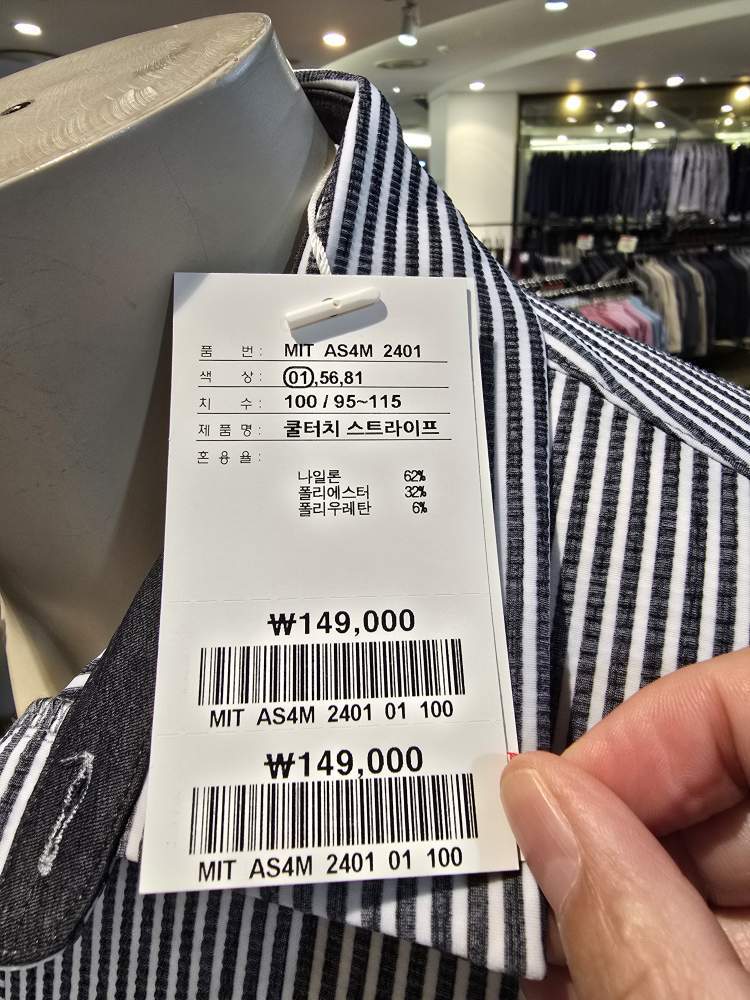 품 번 : MIT AS4M 2401
색 상 : 01,56,81
치 수 : 100 / 95~115
제 품 명 : 쿨터치 스트라이프
혼 용 율 :
나일론 62%
폴리에스터 32%
폴리우레탄 6%
₩149,000
MIT AS4M 2401 01 100
₩149,000
MIT AS4M 2401 01 100